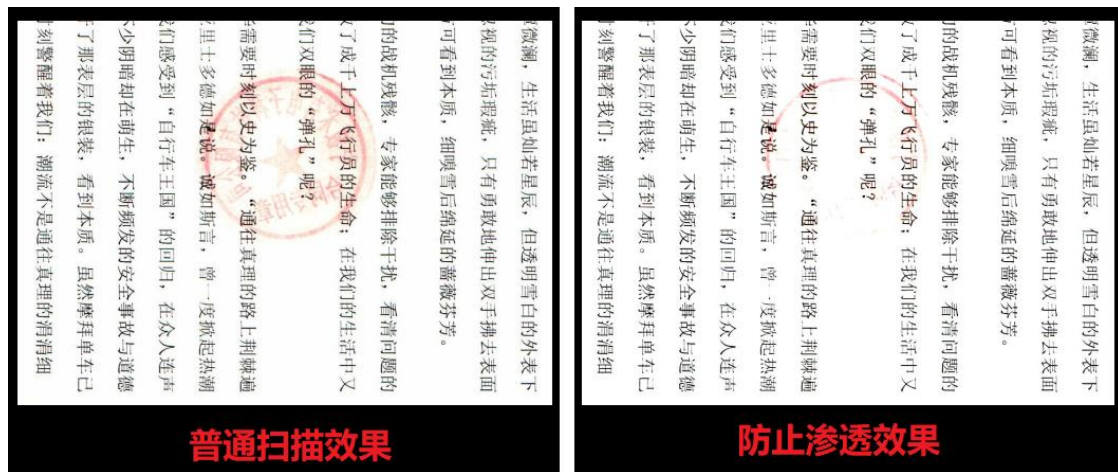 微澜，生活虽灿若星辰，但透明雪白的外表下
视的污垢瑕疵，只有勇敢地伸出双手拂去表面
可看到本质，细嗅雪后绵延的蔷薇芬芳。
的战机残骸，专家能够排除干扰，看清问题的
了成千上万飞行员的生命；在我们的生活中又
们双眼的“弹孔”呢？
需要时刻以史为鉴。“通往真理的路上荆棘遍
里士多德如是说。诚如斯言，曾一度掀起热潮
们感受到“自行车王国”的回归，在众人连声
少阴暗却在萌生，不断频发的安全事故与道德
了那表层的银装，看到本质。虽然摩拜单车已
刻警醒着我们：潮流不是通往真理的涓涓细
专用章
普通扫描效果
微澜，生活虽灿若星辰，但透明雪白的外表下
视的污垢瑕疵，只有勇敢地伸出双手拂去表面
可看到本质，细嗅雪后绵延的蔷薇芬芳。
的战机残骸，专家能够排除干扰，看清问题的
了成千上万飞行员的生命；在我们的生活中又
们双眼的“弹孔”呢？
需要时刻以史为鉴。“通往真理的路上荆棘遍
里士多德如是说。诚如斯言，曾一度掀起热潮
们感受到“自行车王国”的回归，在众人连声
少阴暗却在萌生，不断频发的安全事故与道德
了那表层的银装，看到本质。虽然摩拜单车已
刻警醒着我们：潮流不是通往真理的涓涓细
防止渗透效果